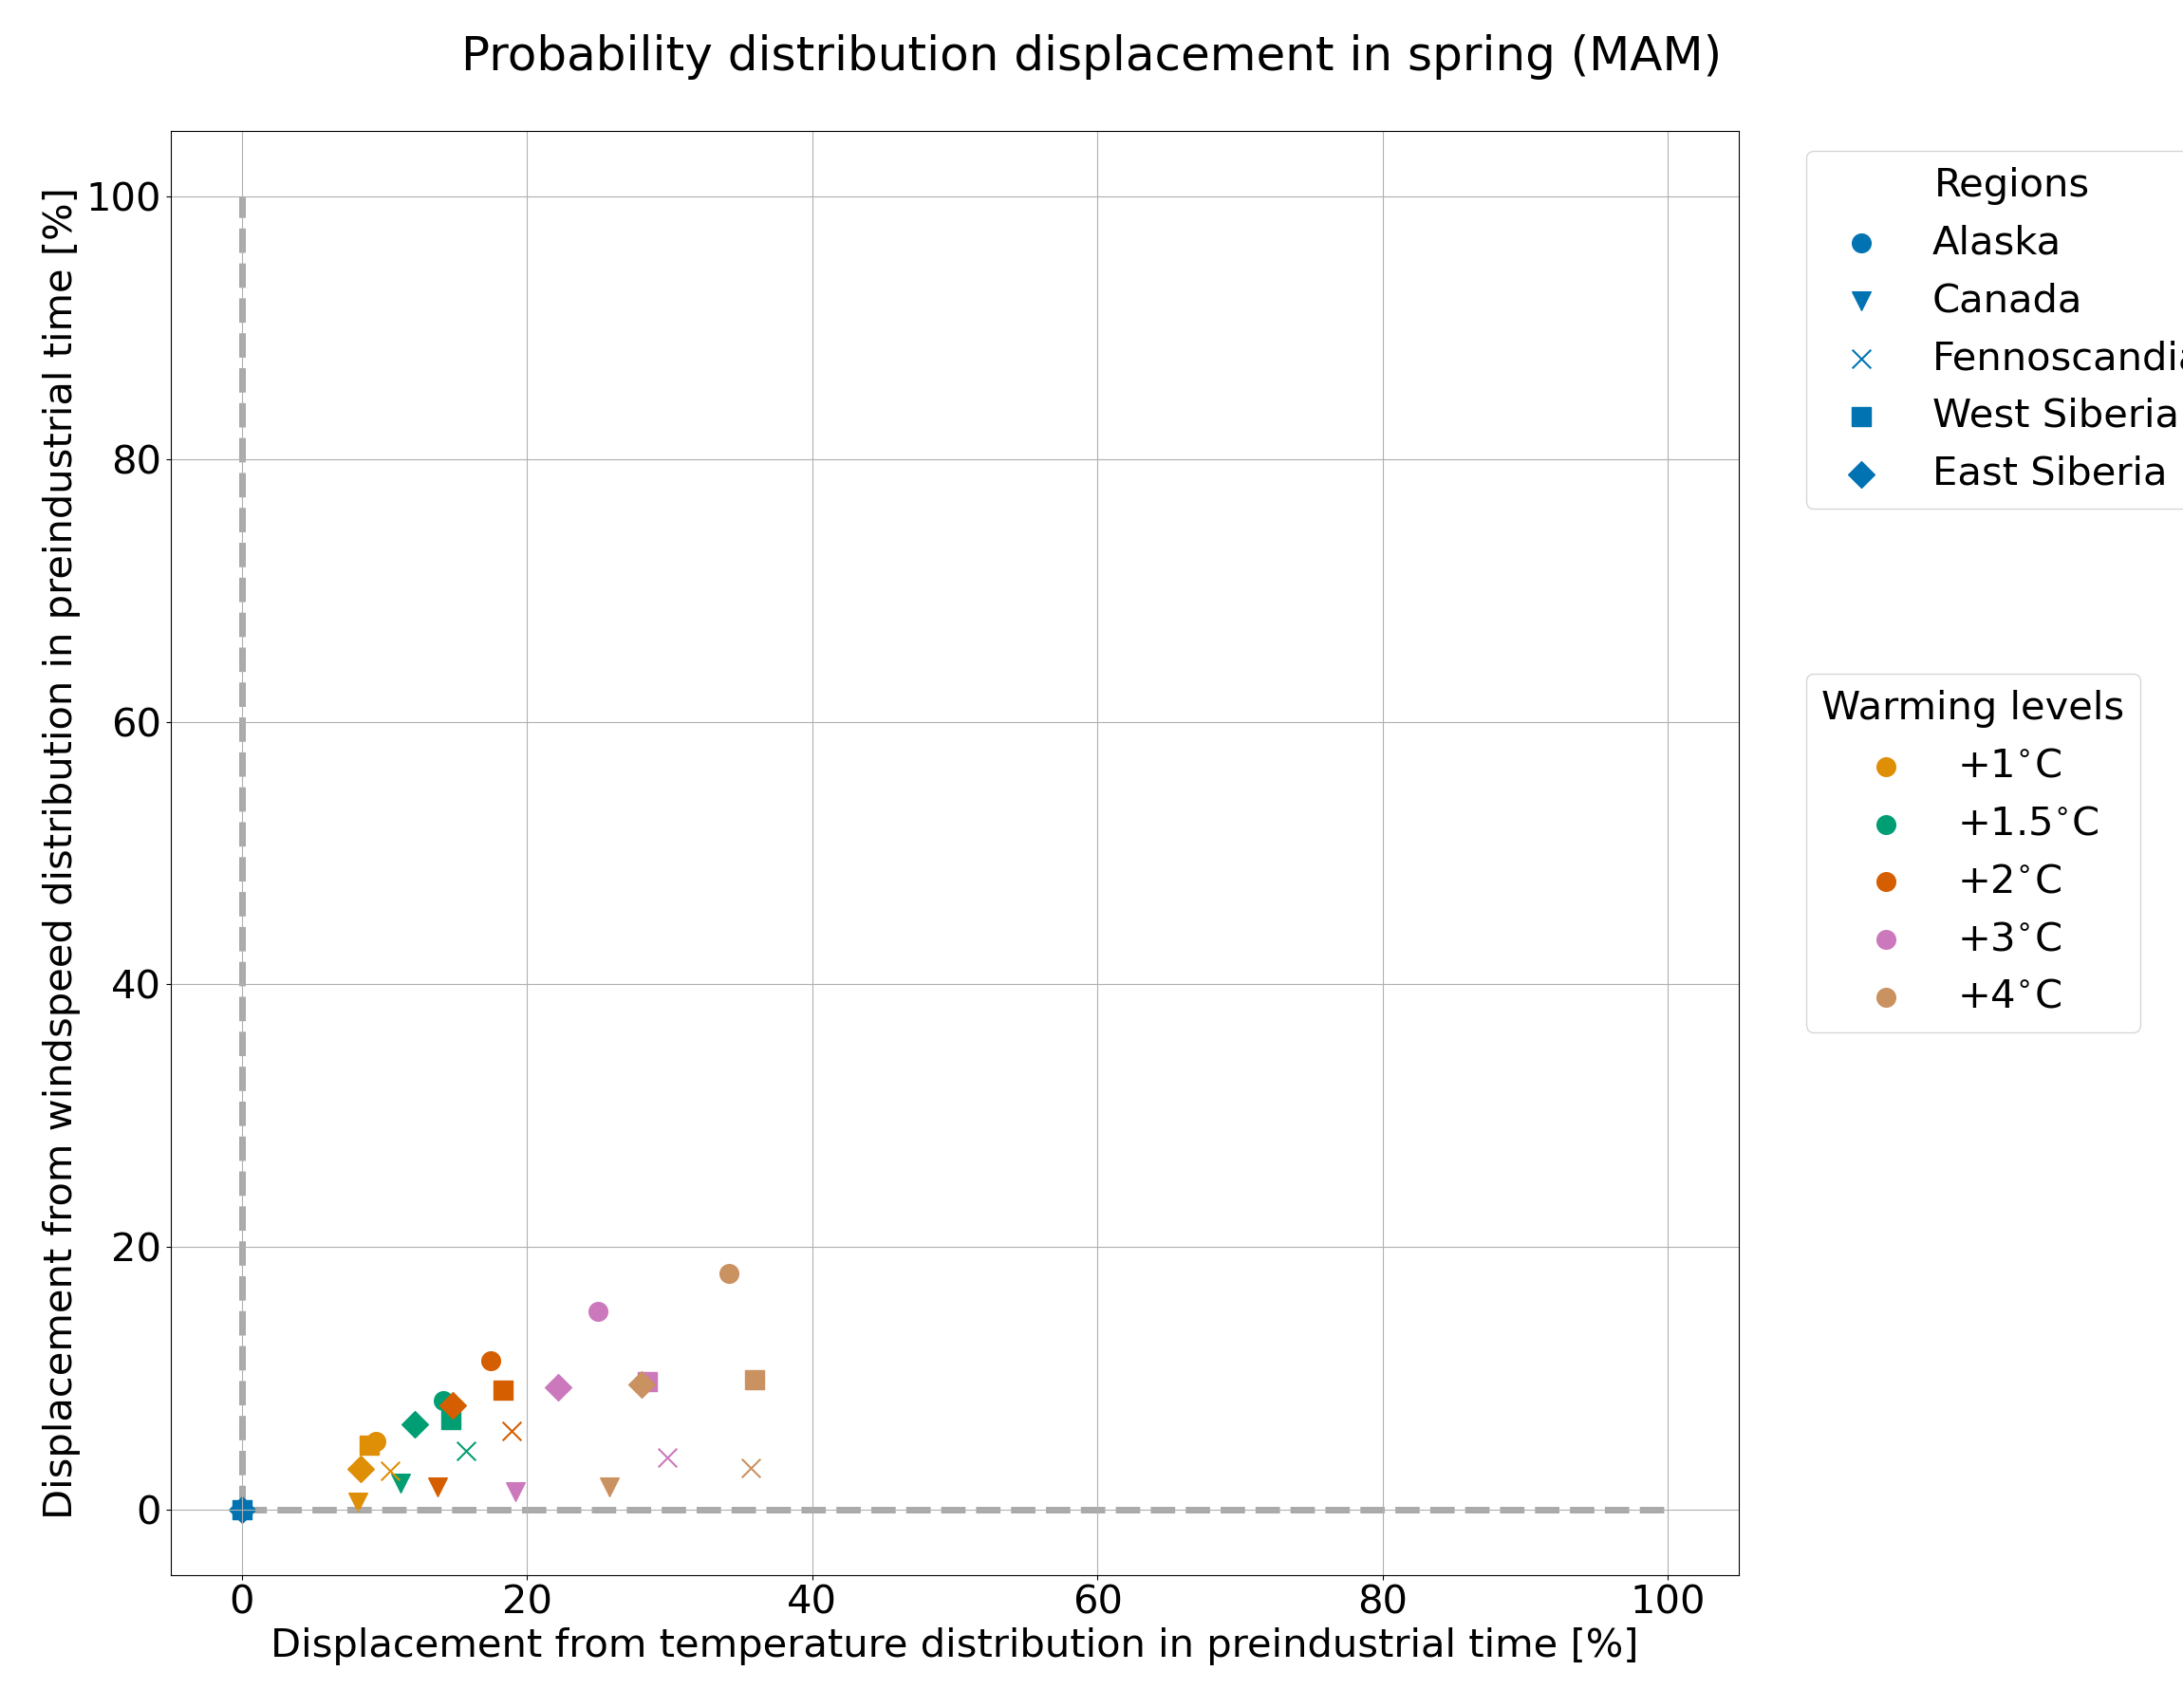 Probability distribution displacement in spring (MAM)
Displacement from windspeed distribution in preindustrial time [%]
100
80
60
40
20
0
0 20 40 60 80 100
Displacement from temperature distribution in preindustrial time [%]
Regions
Alaska
Canada
Fennoscandia
West Siberia
East Siberia
Warming levels
+1°C
+1.5°C
+2°C
+3°C
+4°C